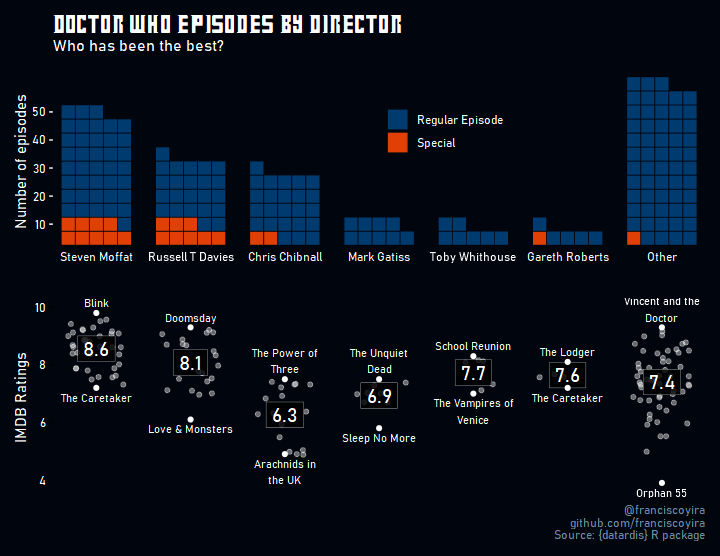 DOCTOR WHO EPISODES BY DIRECTOR
Who has been the best?
Number of episodes
50
40
30
20
10
Regular Episode
Special
Steven Moffat
Russell T Davies
Chris Chibnall
Mark Gatiss
Toby Whithouse
Gareth Roberts
Other
IMDB Ratings
10
8
6
4
Blink
8.6
The Caretaker
Doomsday
8.1
Love & Monsters
The Power of
Three
6.3
Arachnids in
the UK
The Unquiet
Dead
6.9
Sleep No More
School Reunion
7.7
The Vampires of
Venice
The Lodger
7.6
The Caretaker
Vincent and the
Doctor
7.4
Orphan 55
@franciscoyira
github.com/franciscoyira
Source: {datardis} R package